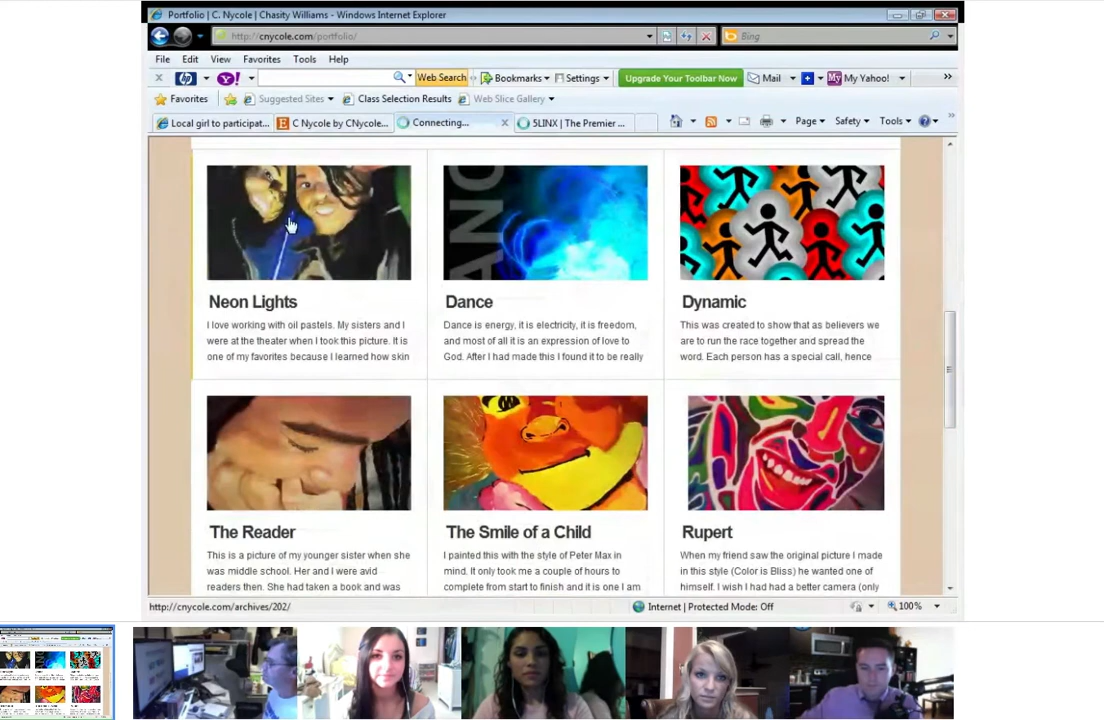 Portfolio | C. Nycole | Chasity Williams - Windows Internet Explorer
http://cnycole.com/portfolio/
Bing
File Edit View Favorites Tools Help
hp Y! Web Search Bookmarks Settings Upgrade Your Toolbar Now Mail My My Yahoo! »
Favorites Suggested Sites Class Selection Results Web Slice Gallery
Local girl to participat... E C Nycole by CNycole... Connecting... 5LINX | The Premier ... Page Safety Tools »
DANC
Neon Lights
I love working with oil pastels. My sisters and I
were at the theater when I took this picture. It is
one of my favorites because I learned how skin
Dance
Dance is energy, it is electricity, it is freedom,
and most of all it is an expression of love to
God. After I had made this I found it to be really
Dynamic
This was created to show that as believers we
are to run the race together and spread the
word. Each person has a special call, hence
The Reader
This is a picture of my younger sister when she
was middle school. Her and I were avid
readers then. She had taken a book and was
The Smile of a Child
I painted this with the style of Peter Max in
mind. It only took me a couple of hours to
complete from start to finish and it is one I am
Rupert
When my friend saw the original picture I made
in this style (Color is Bliss) he wanted one of
himself. I wish I had had a better camera (only
http://cnycole.com/archives/202/
Internet | Protected Mode: Off
100%